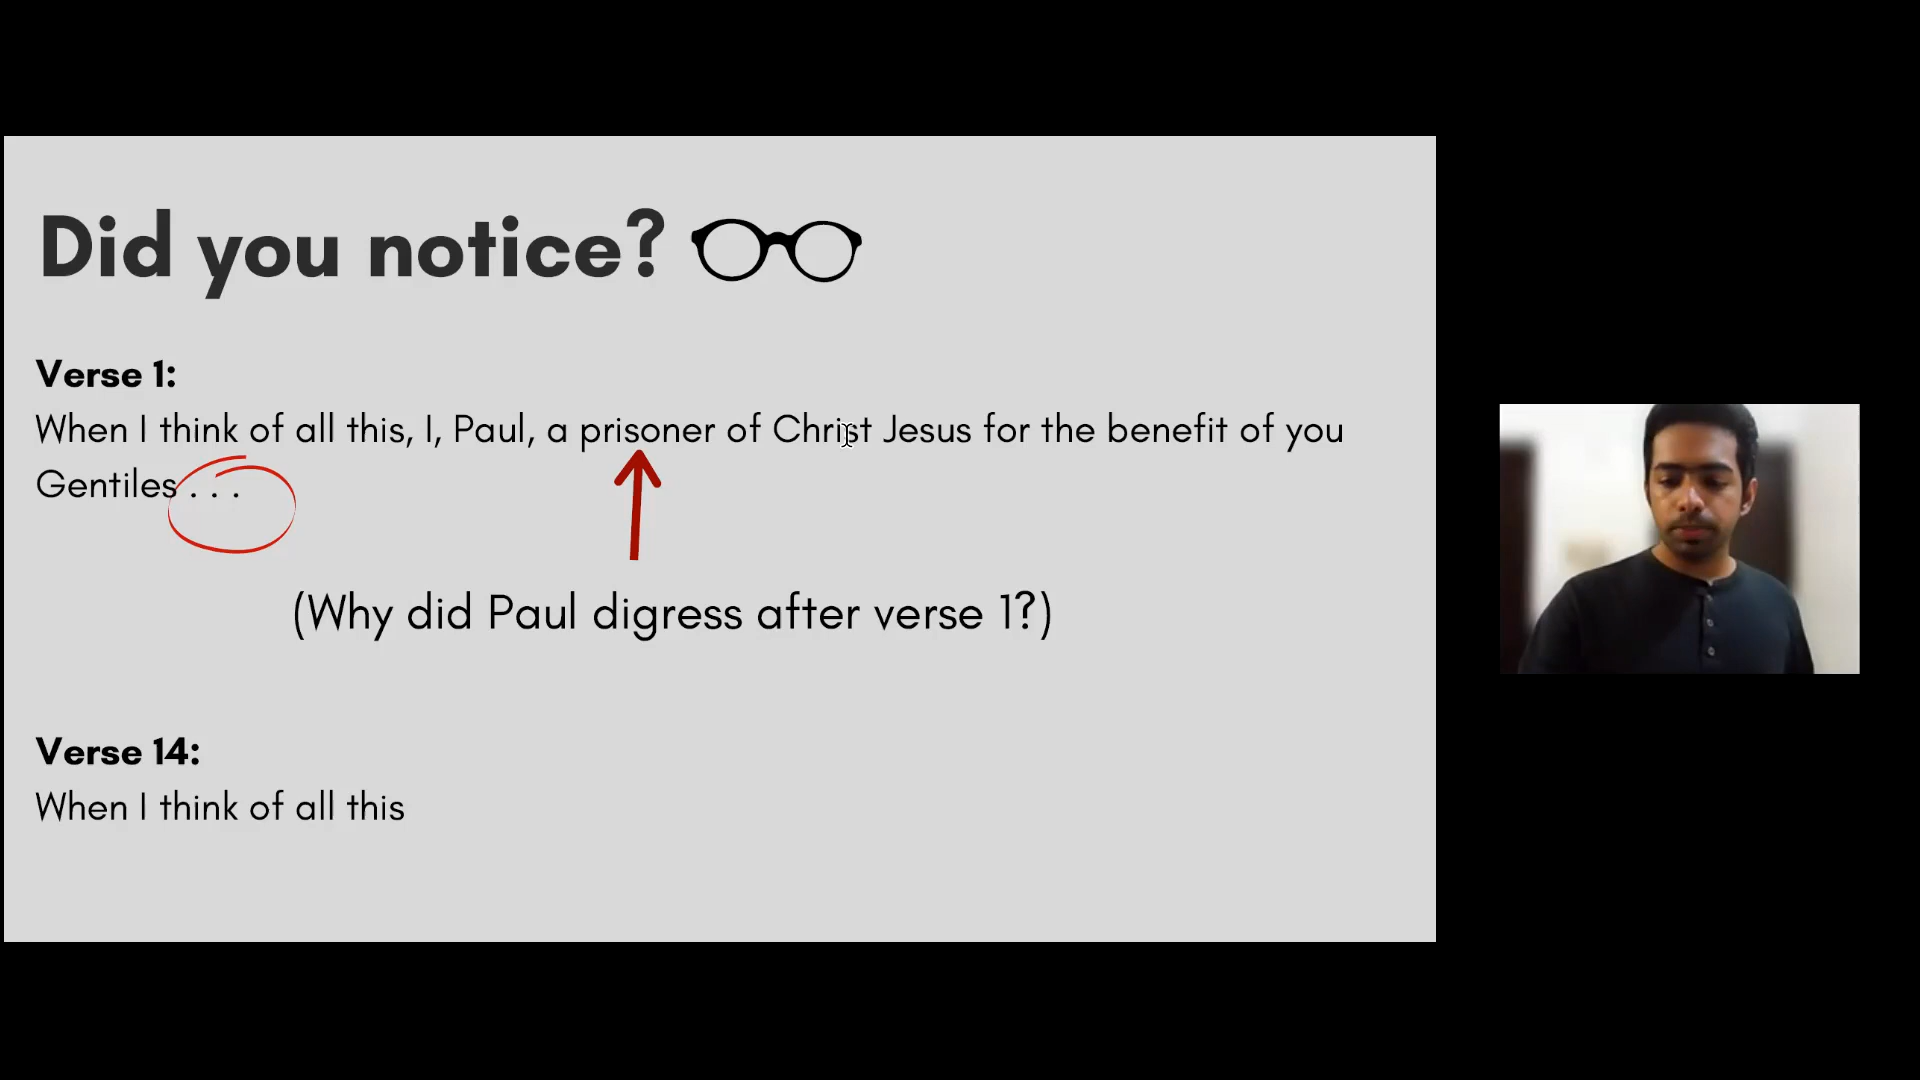 Did you notice?
Verse 1:
When I think of all this, I, Paul, a prisoner of Christ Jesus for the benefit of you
Gentiles . . .
(Why did Paul digress after verse 1?)
Verse 14:
When I think of all this